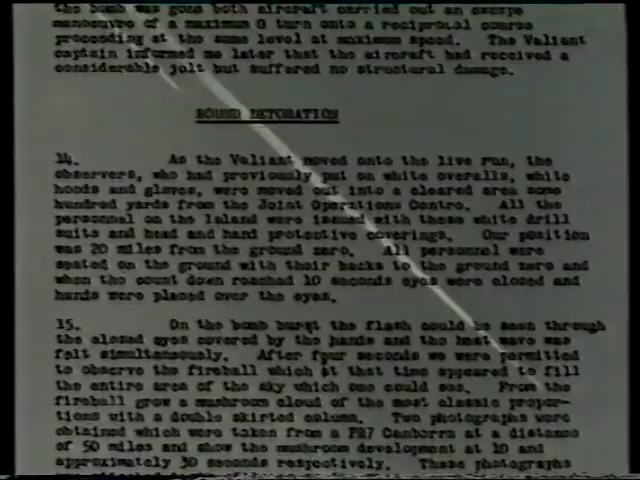 the bomb was gone both aircraft carried out an escape
manoeuvre of a maximum G turn onto a reciprocal course
proceeding at the same level at maximum speed. The Valiant
captain informed me later that the aircraft had received a
considerable jolt but suffered no structural damage.
ROUND DETONATION
14. As the Valiant moved onto the live run, the
observers, who had previously put on white overalls, white
hoods and gloves, were moved out into a cleared area some
hundred yards from the Joint Operations Centre. All the
personnel on the Island were issued with these white drill
suits and head and hand protective coverings. Our position
was 20 miles from the ground zero. All personnel were
seated on the ground with their backs to the ground zero and
when the count down reached 10 seconds eyes were closed and
hands were placed over the eyes.
15. On the bomb burst the flash could be seen through
the closed eyes covered by the hands and the heat wave was
felt simultaneously. After four seconds we were permitted
to observe the fireball which at that time appeared to fill
the entire area of the sky which one could see. From the
fireball grew a mushroom cloud of the most classic propor-
tions with a double skirted column. Two photographs were
obtained which were taken from a PR7 Canberra at a distance
of 50 miles and show the mushroom development at 10 and
approximately 30 seconds respectively. These photographs